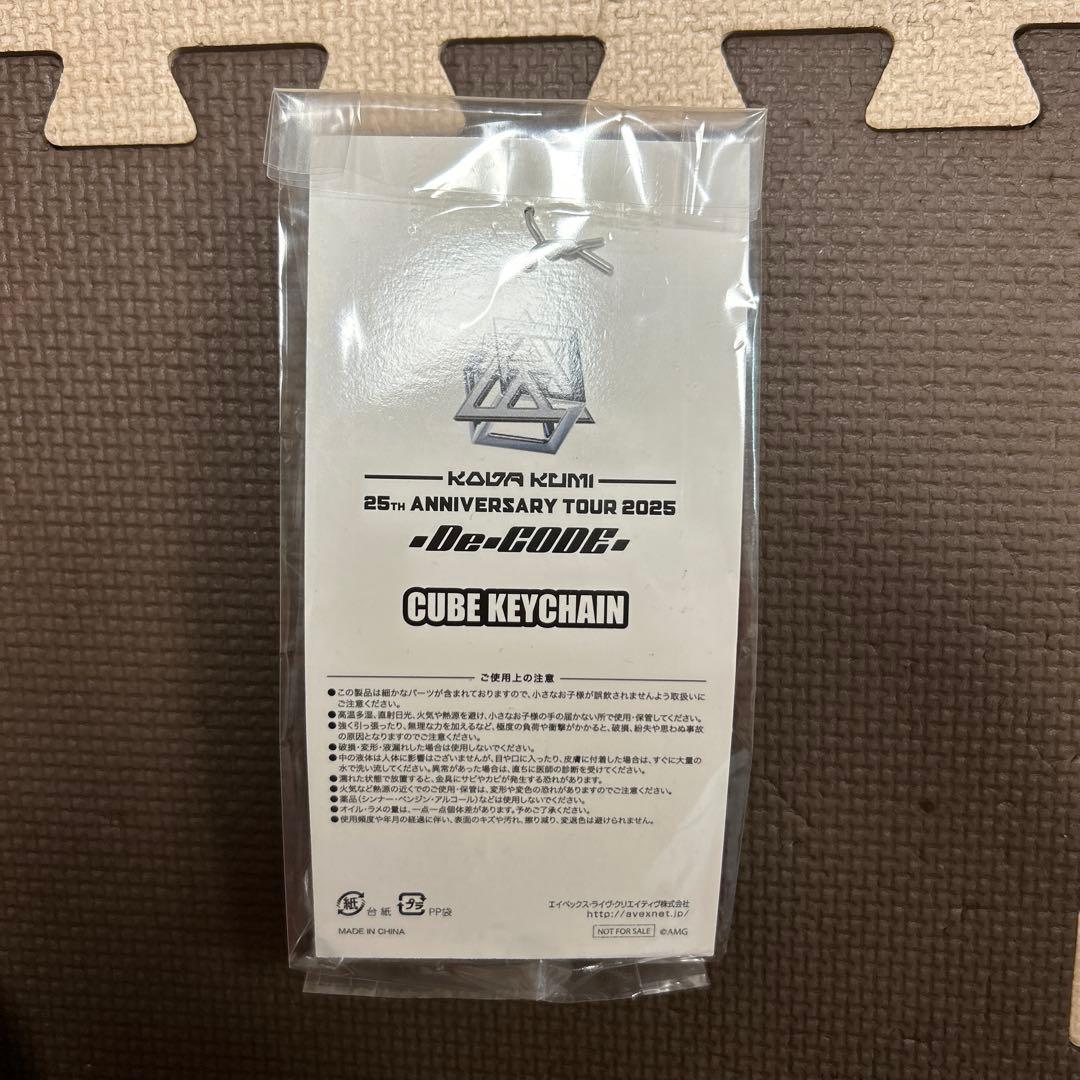 KODA KUMI
25TH ANNIVERSARY TOUR 2025
-De-CODE-
CUBE KEYCHAIN
ご使用上の注意
●この製品は細かなパーツが含まれておりますので、小さなお子様が誤飲されませんよう取扱いに
ご注意ください。
●高温多湿、直射日光、火気や熱源を避け、小さなお子様の手の届かない所で使用・保管してください。
●強く引っ張ったり、無理な力を加えるなど、極度の負荷や衝撃がかかると、破損、紛失や思わぬ事故
の原因となりますのでご注意ください。
●破損・変形・液漏れした場合は使用しないでください。
●中の液体は人体に影響はございませんが、目や口に入ったり、皮膚に付着した場合は、すぐに大量の
水で洗い流してください。異常があった場合は、直ちに医師の診断を受けてください。
●濡れた状態で放置すると、金具にサビやカビが発生する恐れがあります。
●火気など熱源の近くでのご使用・保管は、変形や変色の恐れがありますのでご注意ください。
●薬品(シンナー・ベンジン・アルコール)などは使用しないでください。
●オイル・ラメの量は、一点一点個体差があります。予めご了承ください。
●使用頻度や年月の経過に伴い、表面のキズや汚れ、擦り減り、変退色は避けられません。
紙 台紙 プラ PP袋
MADE IN CHINA
エイベックス・ライヴ・クリエイティヴ株式会社
http://avexnet.jp/
NOT FOR SALE ©AMG